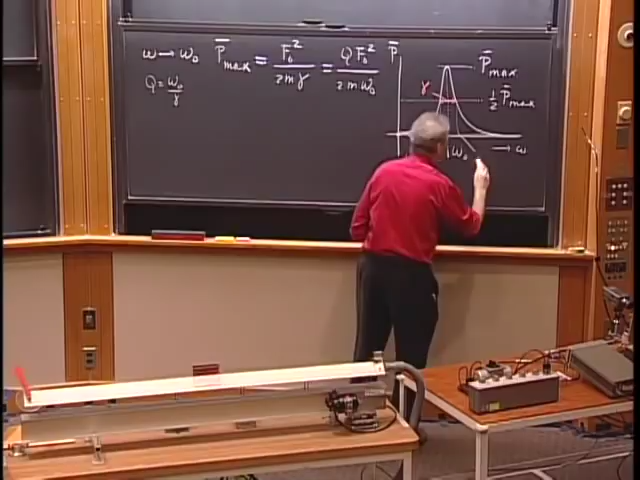 ω → ω₀ P̄max = F₀²/2mγ = QF₀²/2mω₀
Q = ω₀/γ
P̄
P̄max
γ
½ P̄max
ω₀ → ω